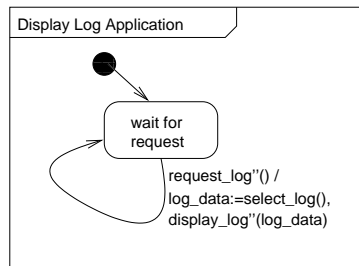 Display Log Application
wait for
request
request_log''() /
log_data:=select_log(),
display_log''(log_data)